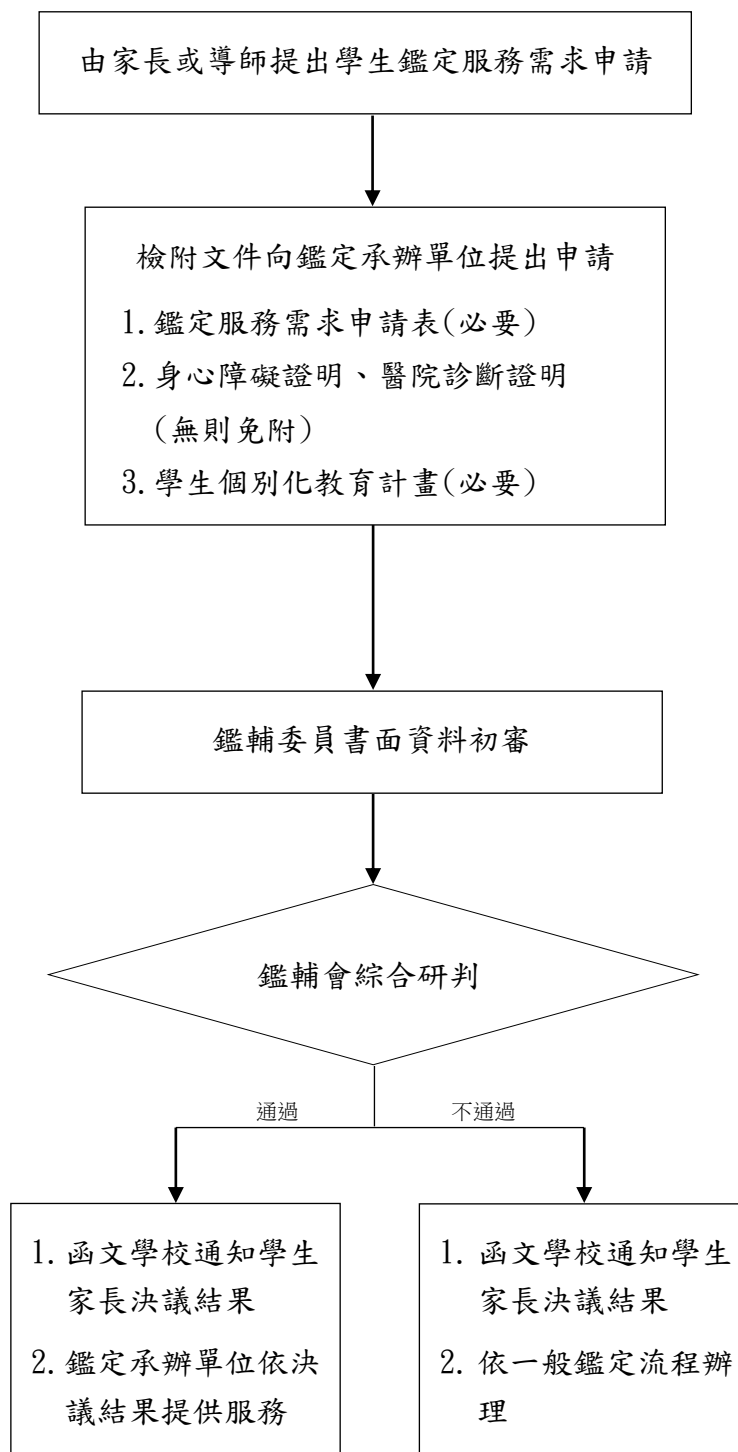 由家長或導師提出學生鑑定服務需求申請
檢附文件向鑑定承辦單位提出申請
1. 鑑定服務需求申請表(必要)
2. 身心障礙證明、醫院診斷證明
(無則免附)
3. 學生個別化教育計畫(必要)
鑑輔委員書面資料初審
鑑輔會綜合研判
通過
不通過
1. 函文學校通知學生
家長決議結果
2. 鑑定承辦單位依決
議結果提供服務
1. 函文學校通知學生
家長決議結果
2. 依一般鑑定流程辦
理